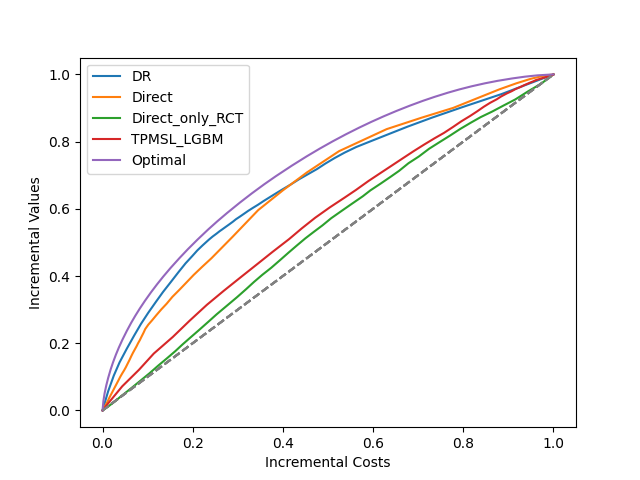 DR
Direct
Direct_only_RCT
TPMSL_LGBM
Optimal
1.0
0.8
0.6
0.4
0.2
0.0
Incremental Values
0.0 0.2 0.4 0.6 0.8 1.0
Incremental Costs